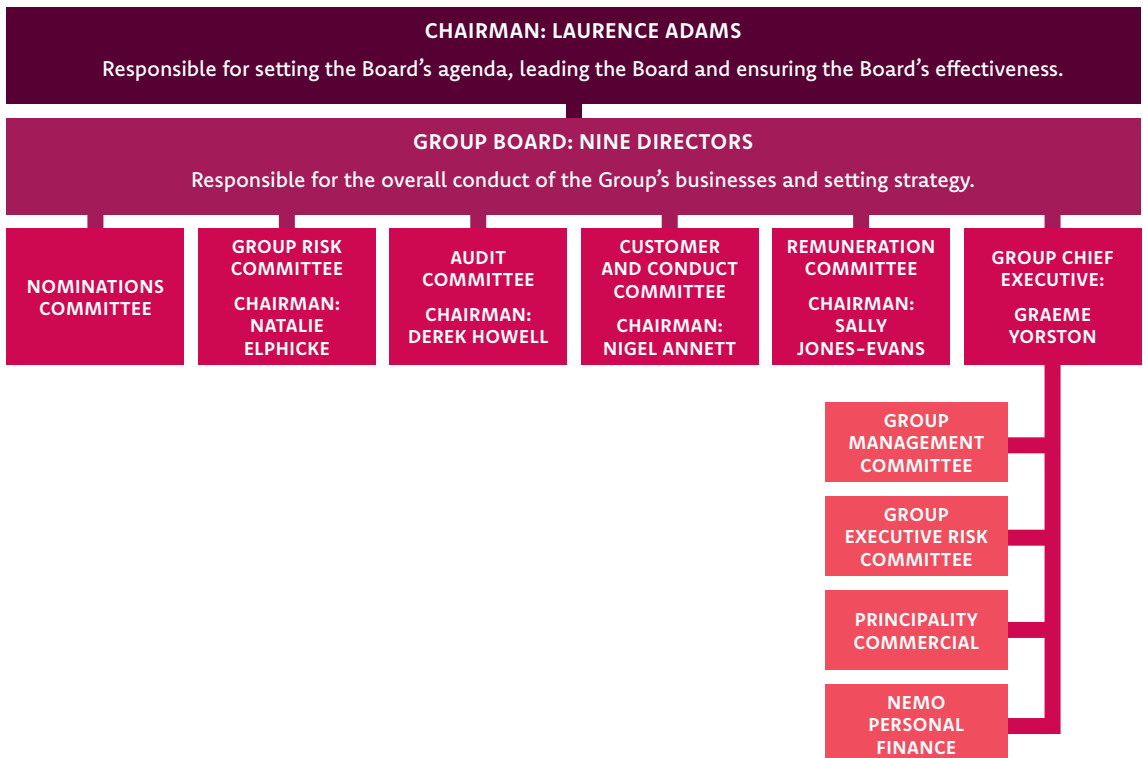 CHAIRMAN: LAURENCE ADAMS
Responsible for setting the Board’s agenda, leading the Board and ensuring the Board’s effectiveness.
GROUP BOARD: NINE DIRECTORS
Responsible for the overall conduct of the Group’s businesses and setting strategy.
NOMINATIONS
COMMITTEE
GROUP RISK
COMMITTEE
CHAIRMAN:
NATALIE
ELPHICKE
AUDIT
COMMITTEE
CHAIRMAN:
DEREK HOWELL
CUSTOMER
AND CONDUCT
COMMITTEE
CHAIRMAN:
NIGEL ANNETT
REMUNERATION
COMMITTEE
CHAIRMAN:
SALLY
JONES-EVANS
GROUP CHIEF
EXECUTIVE:
GRAEME
YORSTON
GROUP
MANAGEMENT
COMMITTEE
GROUP
EXECUTIVE RISK
COMMITTEE
PRINCIPALITY
COMMERCIAL
NEMO
PERSONAL
FINANCE